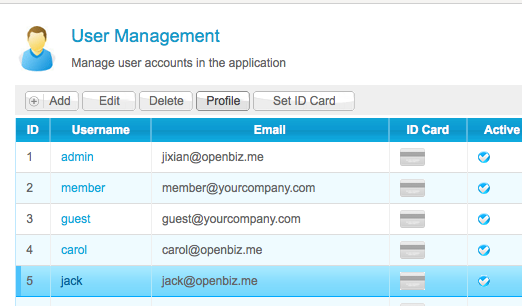 User Management
Manage user accounts in the application
Add Edit Delete Profile Set ID Card
ID Username Email ID Card Active
1 admin jixian@openbiz.me
2 member member@yourcompany.com
3 guest guest@yourcompany.com
4 carol carol@openbiz.me
5 jack jack@openbiz.me